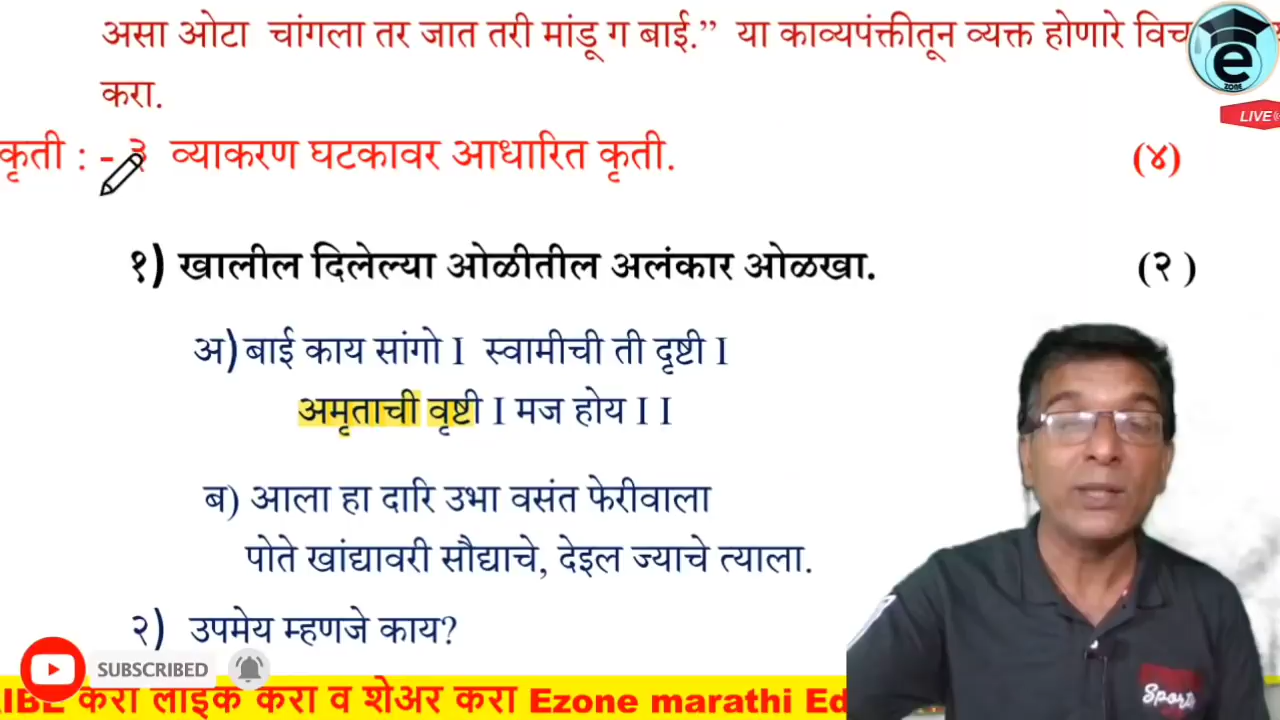 असा ओटा चांगला तर जात तरी मांडू ग बाई.” या काव्यपंक्तीतून व्यक्त होणारे
करा.
कृती : - ३ व्याकरण घटकावर आधारित कृती. (४)
१) खालील दिलेल्या ओळीतील अलंकार ओळखा. (२ )
अ) बाई काय सांगो I स्वामीची ती दृष्टी I
अमृताची वृष्टी I मज होय I I
ब) आला हा दारि उभा वसंत फेरीवाला
पोते खांद्यावरी सौद्याचे, देइल ज्याचे त्याला.
२) उपमेय म्हणजे काय?
e
ZONE
LIVE
SUBSCRIBED
करा लाइक करा व शेअर करा Ezone marathi
Sports